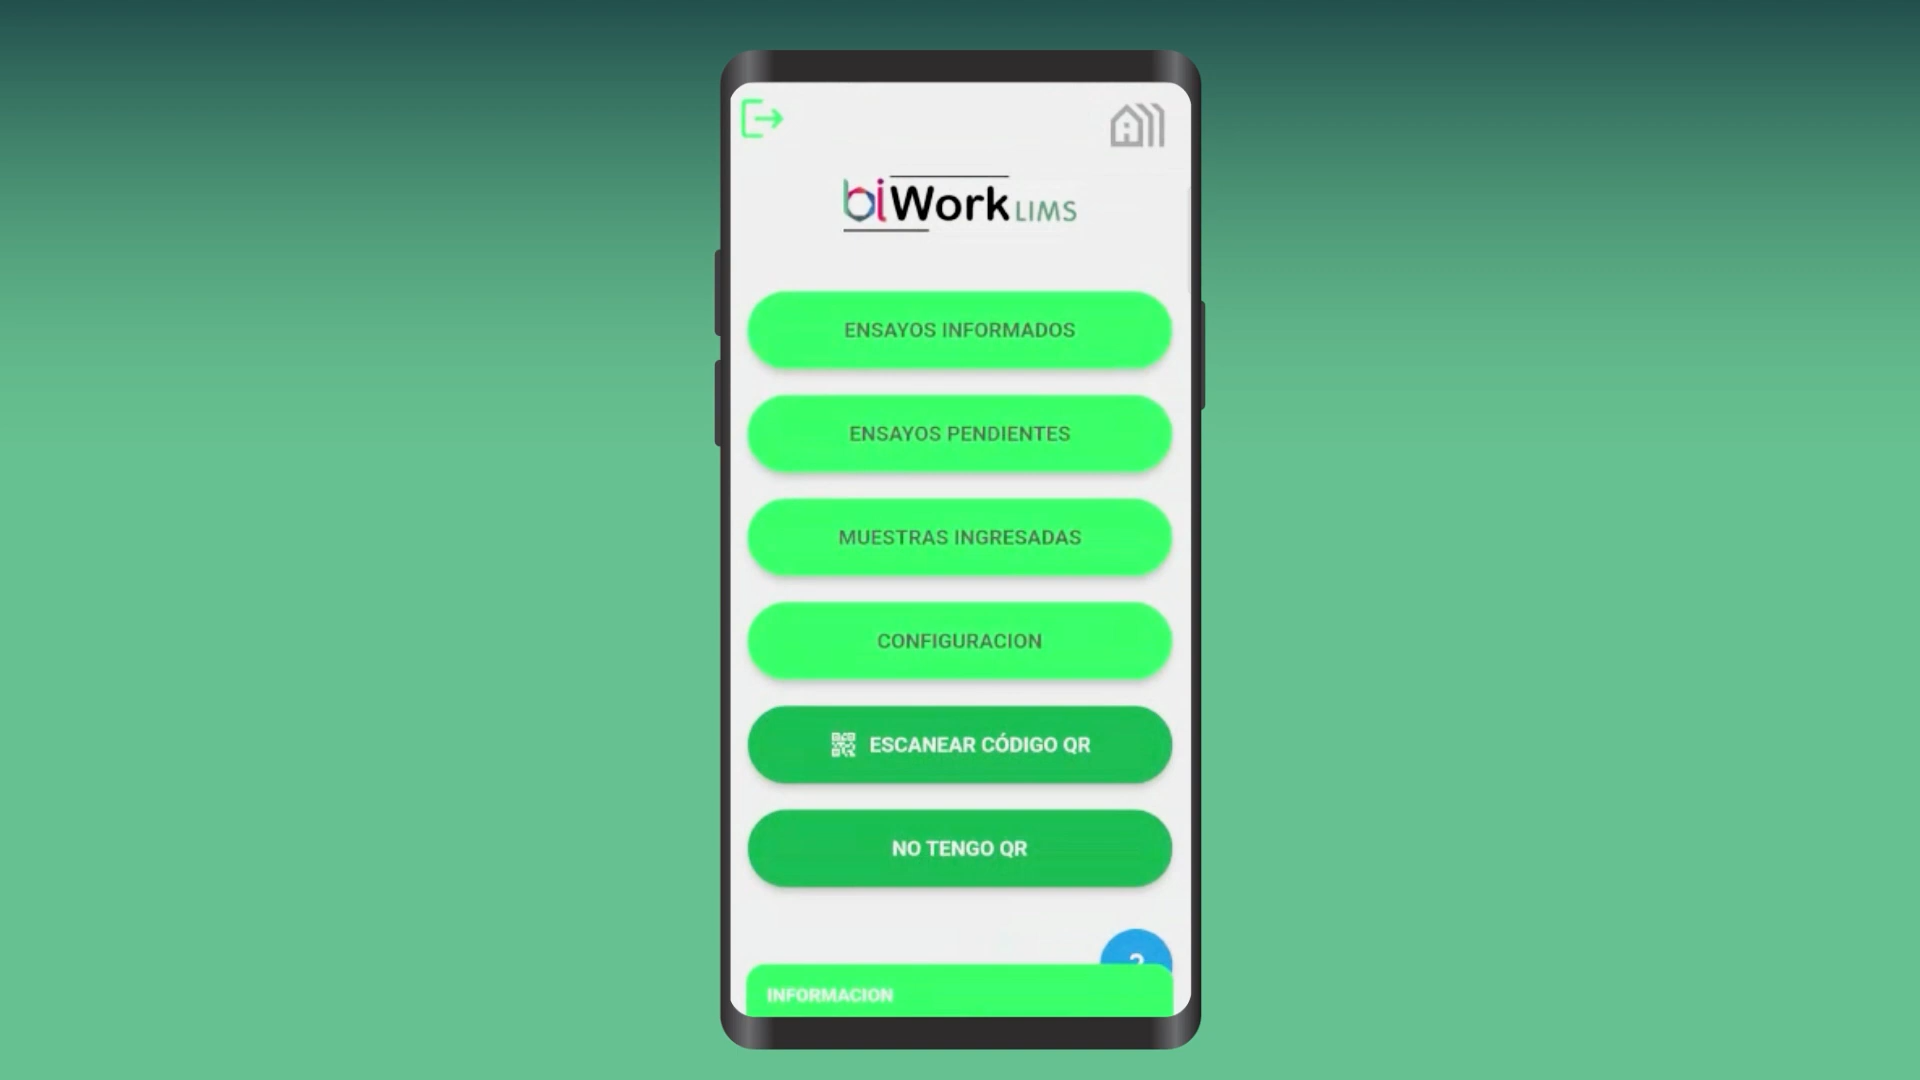 biWork LIMS
ENSAYOS INFORMADOS
ENSAYOS PENDIENTES
MUESTRAS INGRESADAS
CONFIGURACION
ESCANEAR CÓDIGO QR
NO TENGO QR
?
INFORMACION